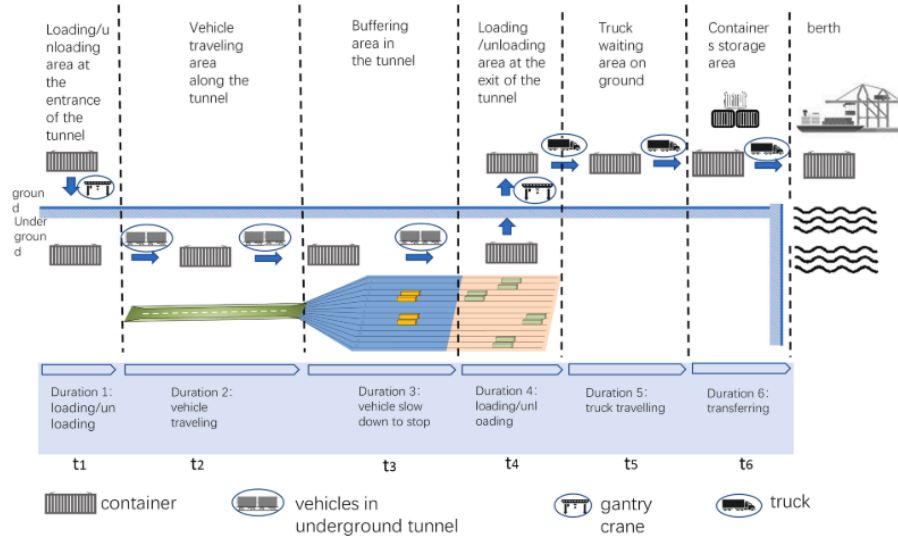 Loading/u
nloading
area at
the
entrance
of the
tunnel
Vehicle
traveling
area
along the
tunnel
Buffering
area in
the tunnel
Loading
/unloading
area at the
exit of the
tunnel
Truck
waiting
area on
ground
Container
s storage
area
berth
groun
d
Under
groun
d
Duration 1:
loading/un
loading
Duration 2:
vehicle
traveling
Duration 3:
vehicle slow
down to stop
Duration 4:
loading/unl
oading
Duration 5:
truck travelling
Duration 6:
transferring
t1
t2
t3
t4
t5
t6
container
vehicles in
underground tunnel
gantry
crane
truck